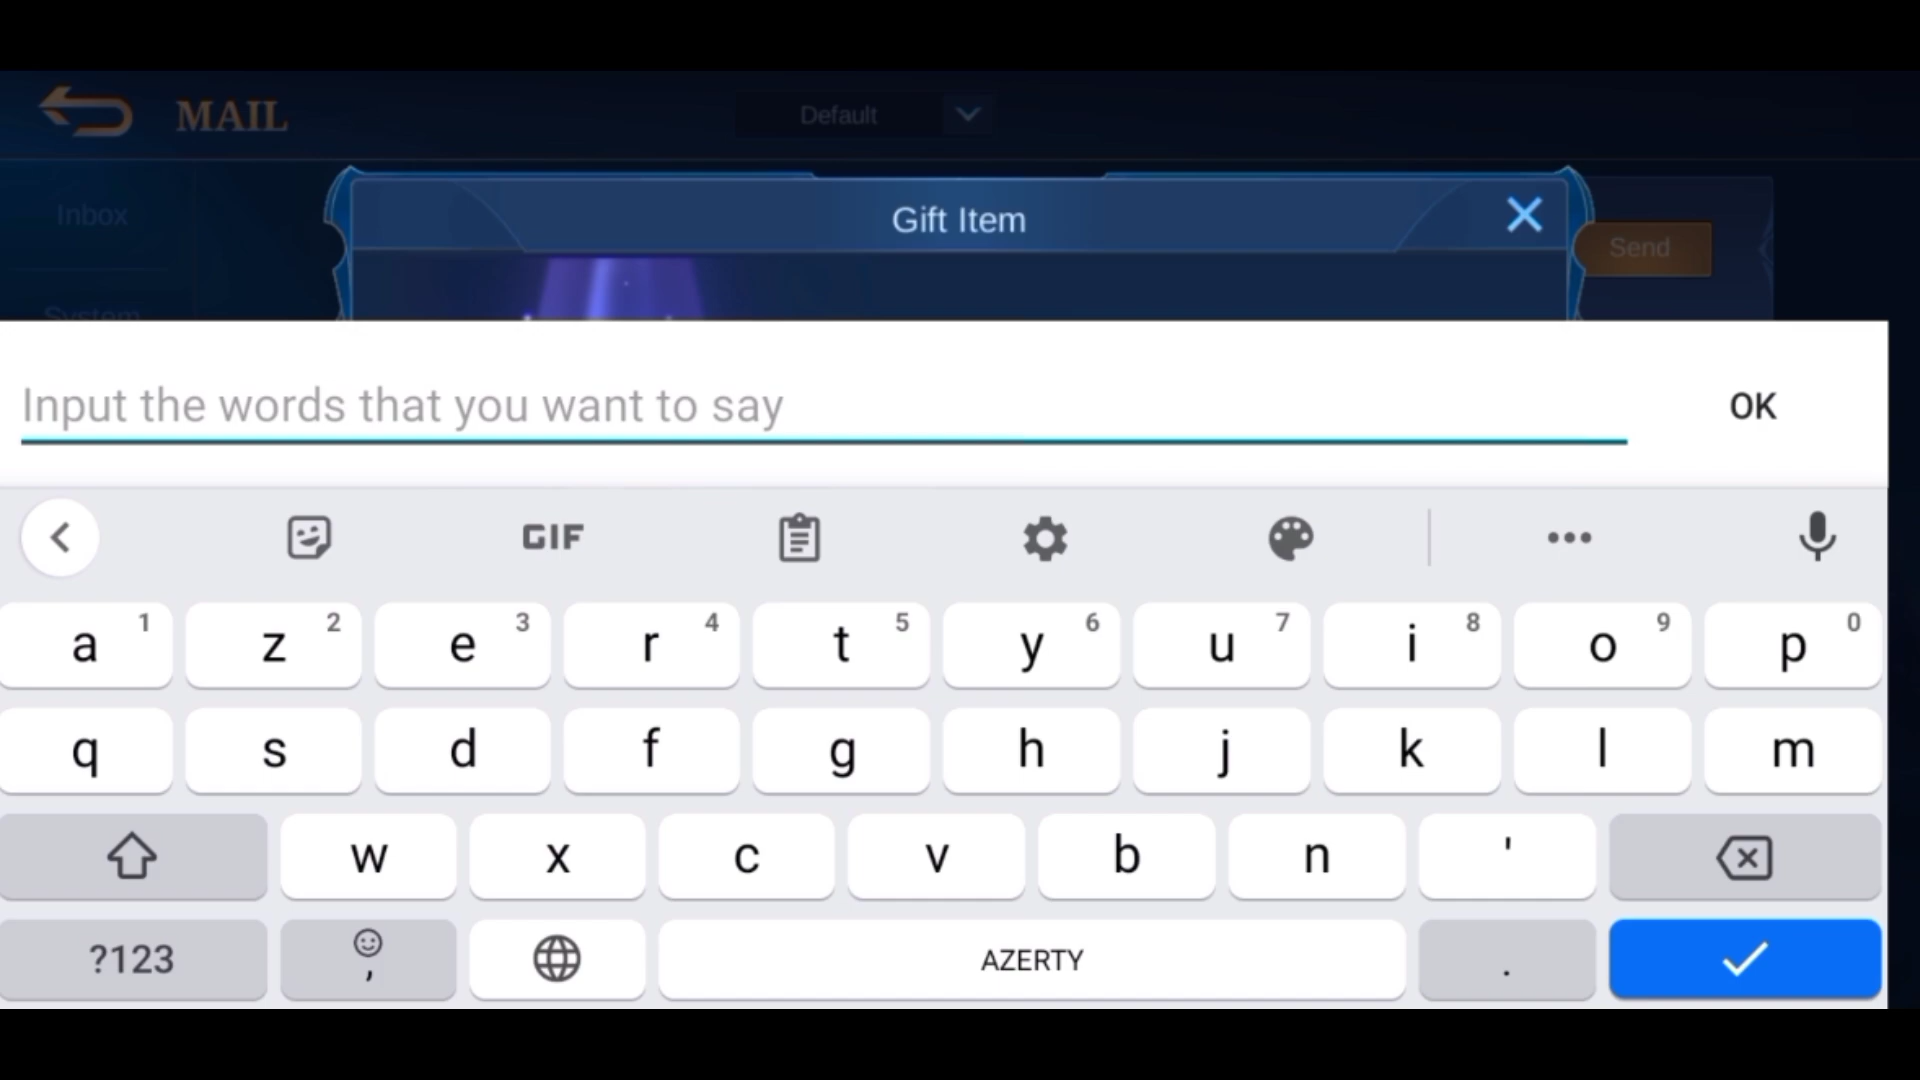 MAIL
Default
Inbox
Gift Item
Send
System
Input the words that you want to say
OK
GIF
a 1 z 2 e 3 r 4 t 5 y 6 u 7 i 8 o 9 p 0
q s d f g h j k l m
w x c v b n '
?123 , AZERTY .